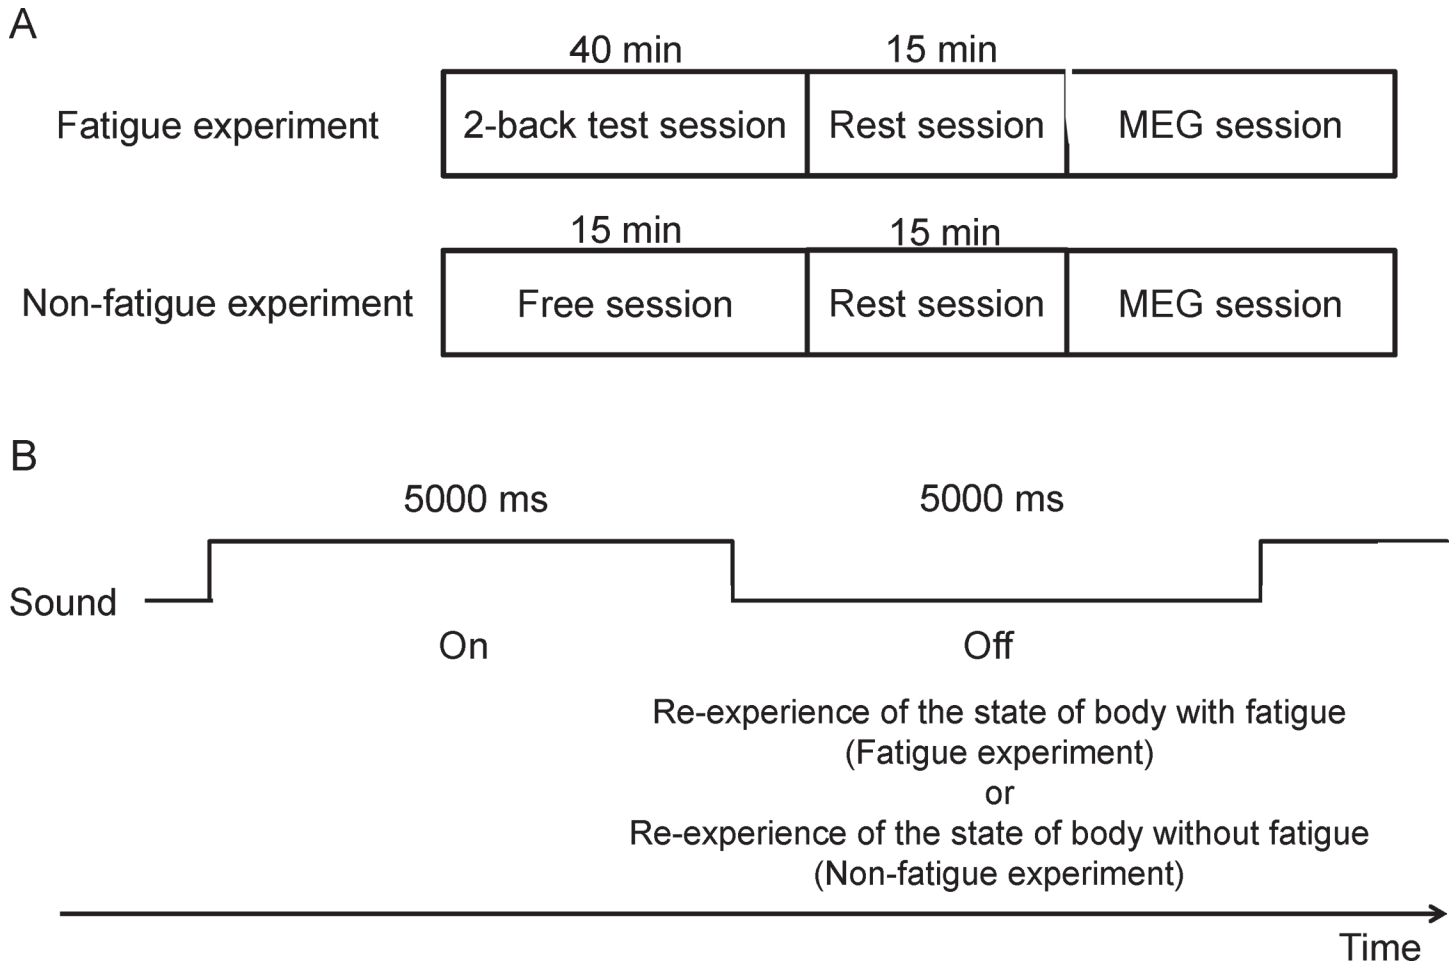 A
40 min 15 min
Fatigue experiment 2-back test session Rest session MEG session
15 min 15 min
Non-fatigue experiment Free session Rest session MEG session
B
5000 ms 5000 ms
Sound
On Off
Re-experience of the state of body with fatigue
(Fatigue experiment)
or
Re-experience of the state of body without fatigue
(Non-fatigue experiment)
Time